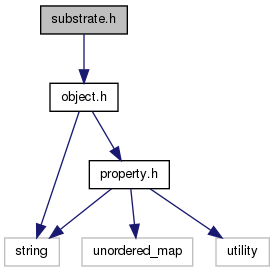 substrate.h
object.h
property.h
string
unordered_map
utility